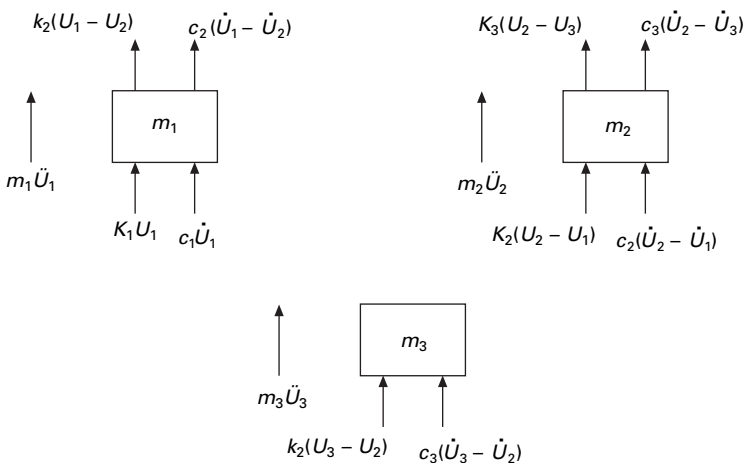 k₂(U₁ – U₂)
c₂(U̇₁ – U̇₂)
m₁
m₁Ü₁
K₁U₁
c₁U̇₁
K₃(U₂ – U₃)
c₃(U̇₂ – U̇₃)
m₂
m₂Ü₂
K₂(U₂ – U₁)
c₂(U̇₂ – U̇₁)
m₃
m₃Ü₃
k₂(U₃ – U₂)
c₃(U̇₃ – U̇₂)